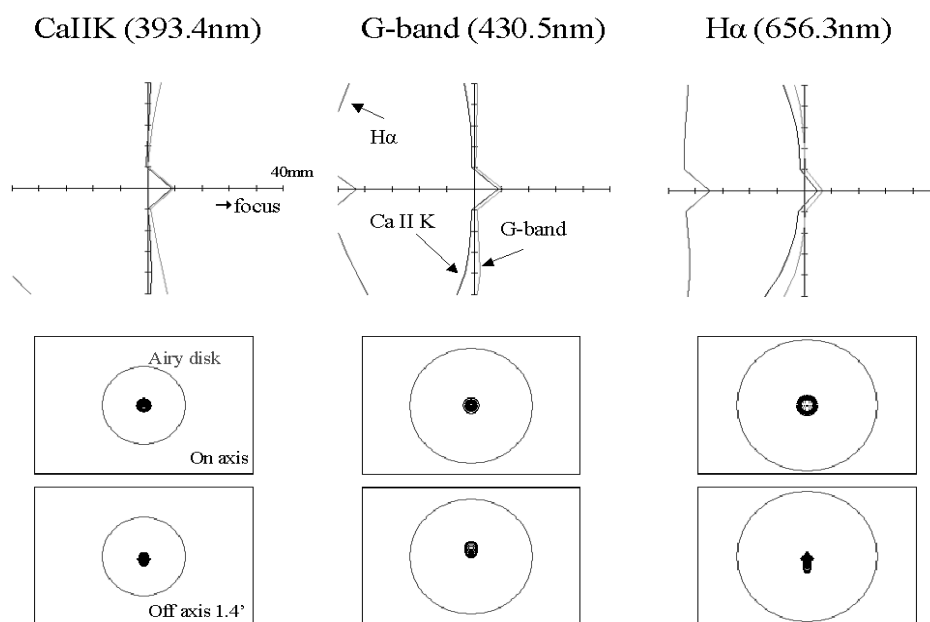 CaIIK (393.4nm)
G-band (430.5nm)
Hα (656.3nm)
40mm
→focus
Hα
Ca II K
G-band
Airy disk
On axis
Off axis 1.4'